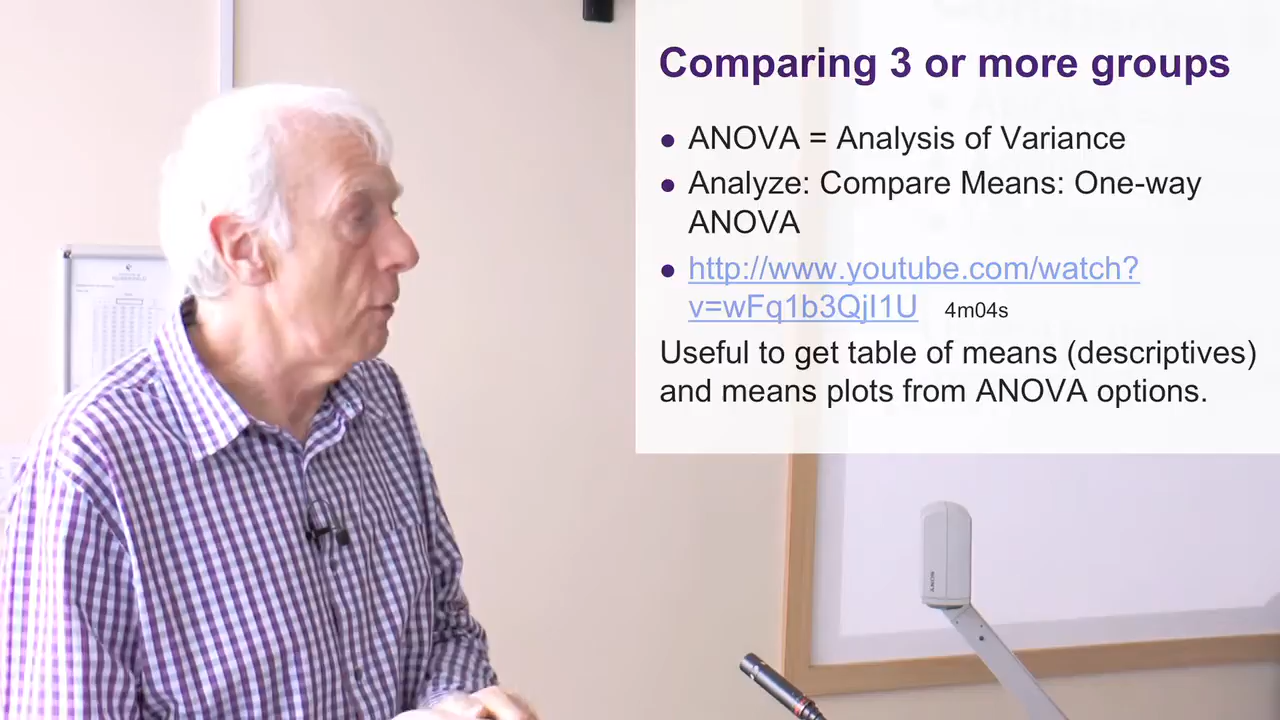 Comparing 3 or more groups
● ANOVA = Analysis of Variance
● Analyze: Compare Means: One-way
ANOVA
● http://www.youtube.com/watch?
v=wFq1b3QjI1U 4m04s
Useful to get table of means (descriptives)
and means plots from ANOVA options.
SONY